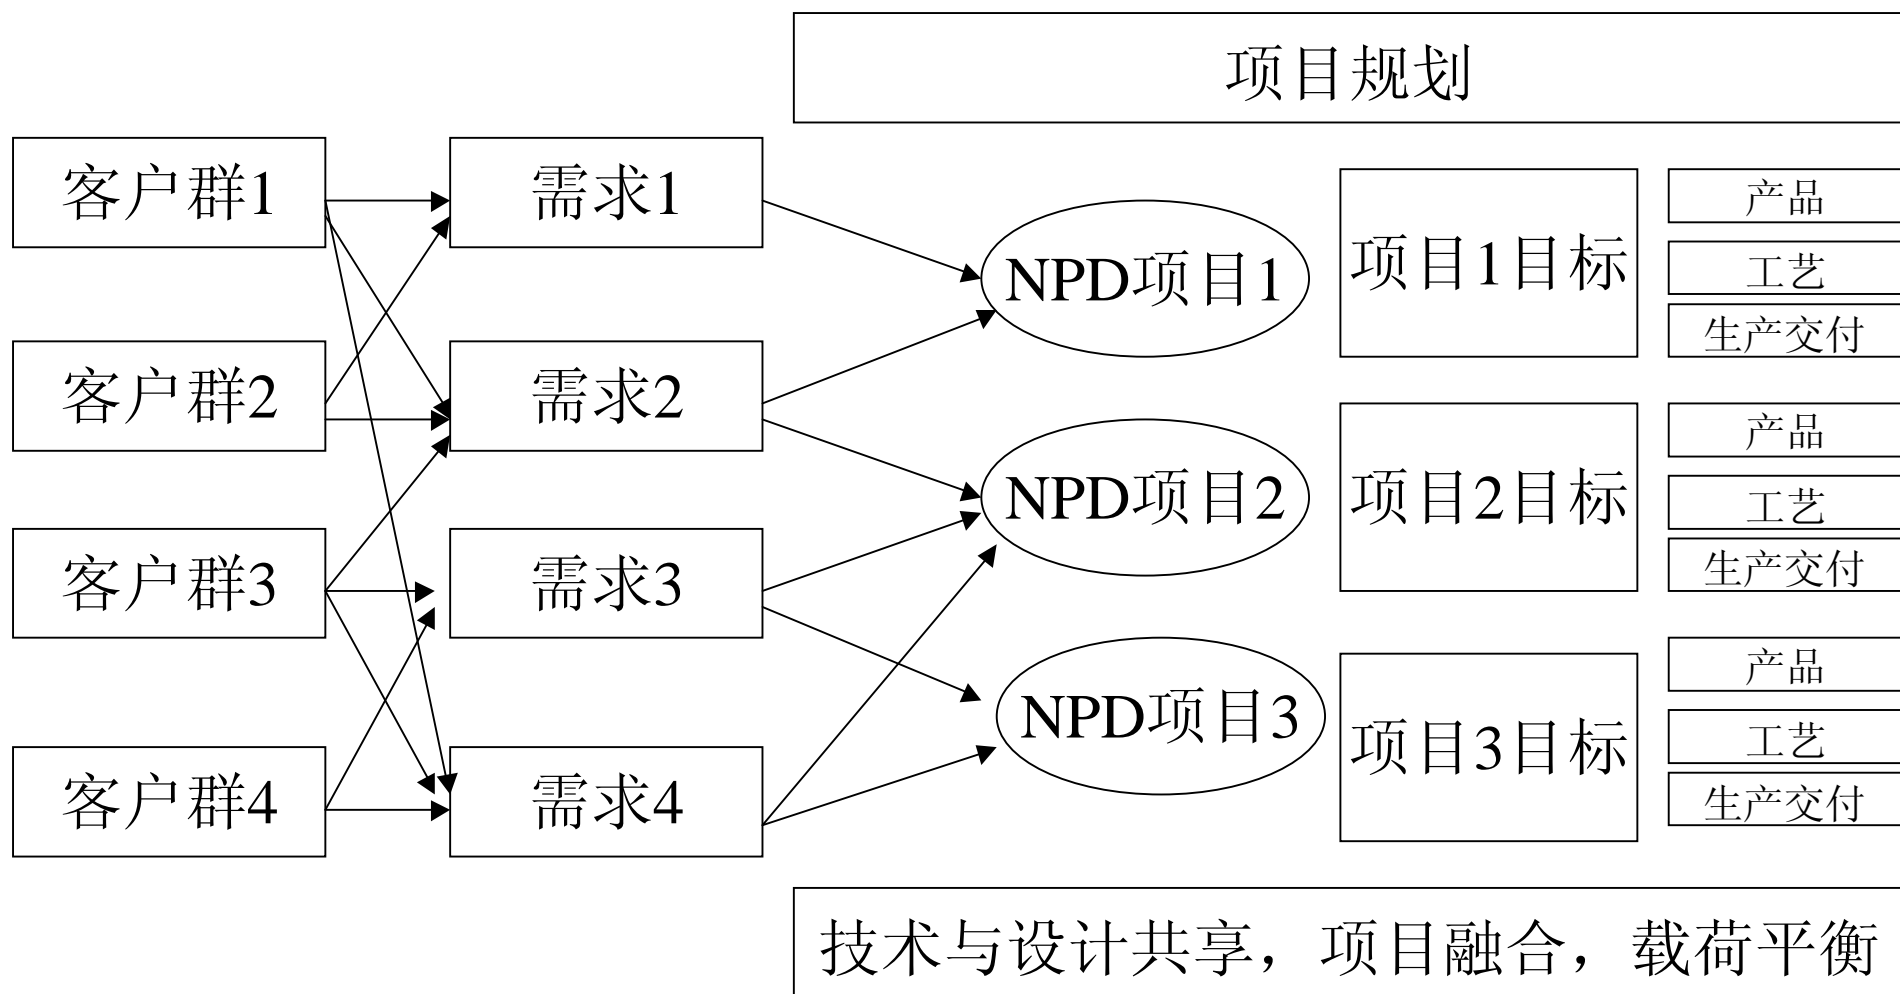 项目规划
客户群1
需求1
NPD项目1
项目1目标
产品
工艺
生产交付
客户群2
需求2
NPD项目2
项目2目标
产品
工艺
生产交付
客户群3
需求3
NPD项目3
项目3目标
产品
工艺
生产交付
客户群4
需求4
技术与设计共享，项目融合，载荷平衡